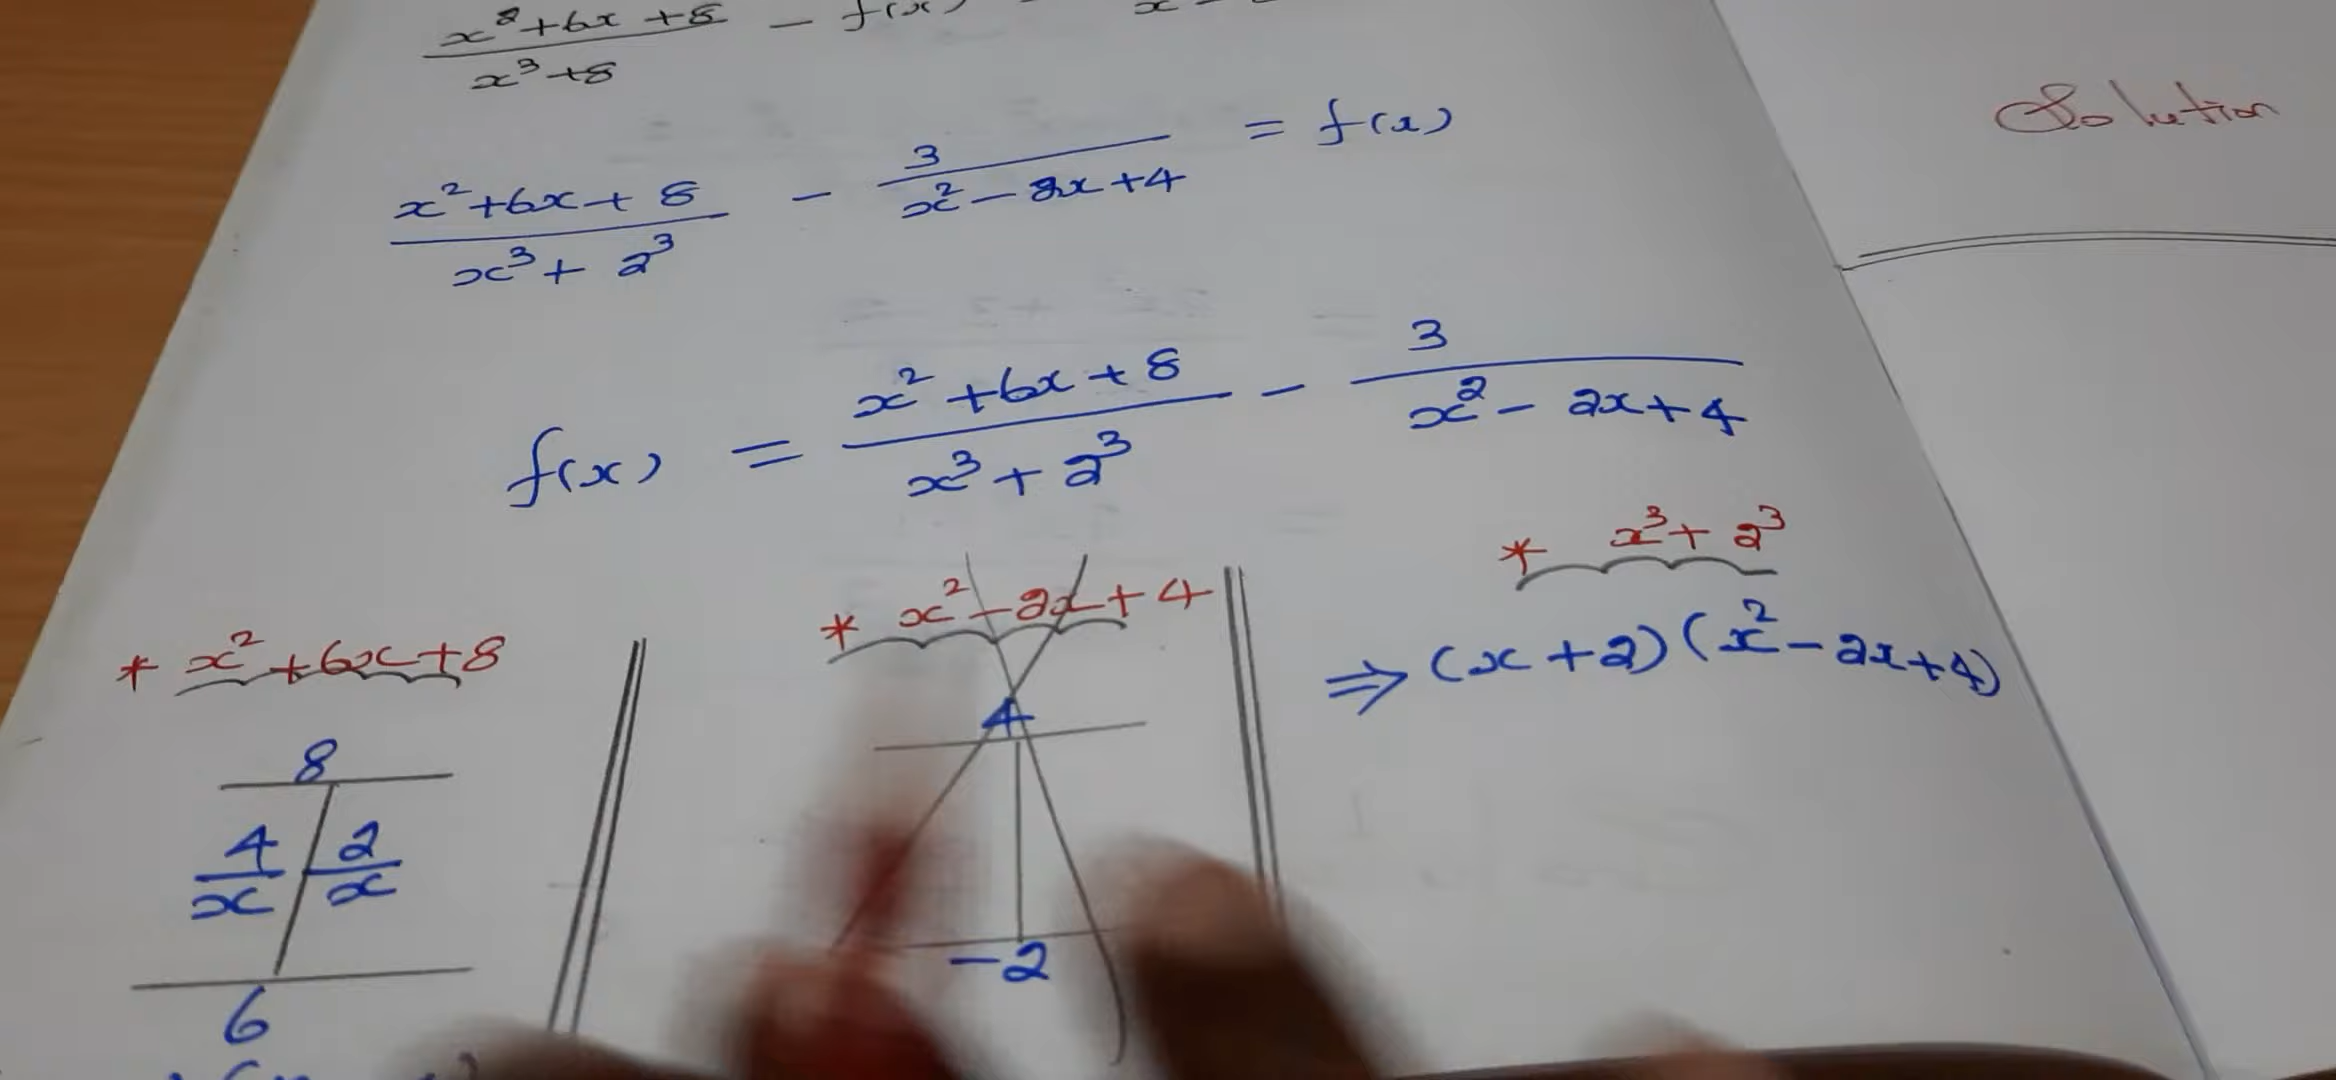 x²+6x+8 / x³+8 - f(x)
x²+6x+8 / x³+2³ - 3 / x²-2x+4 = f(x)
Solution
f(x) = x²+6x+8 / x³+2³ - 3 / x²-2x+4
* x²+6x+8
* x²-2x+4
* x³+2³
⇒ (x+2)(x²-2x+4)
8
4/x 2/x
6
4
-2